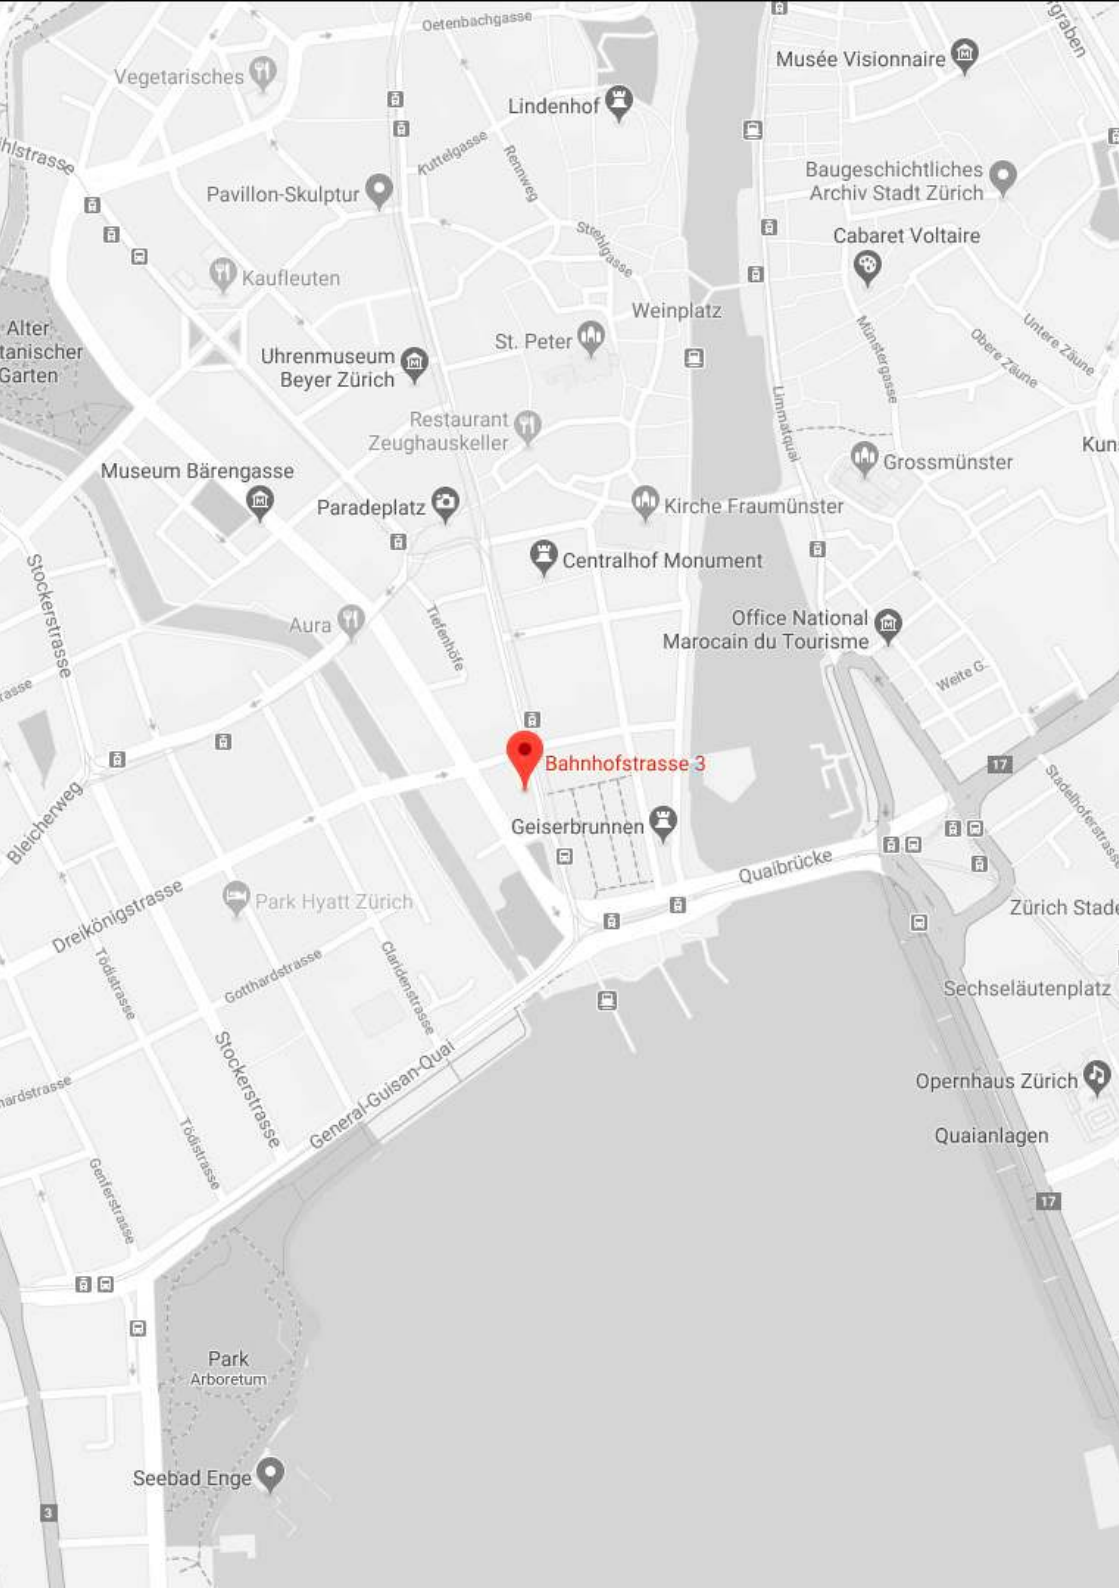 Oetenbachgasse
Musée Visionnaire
Vegetarisches
Lindenhof
Kuttelgasse
Rennweg
Baugeschichtliches
Archiv Stadt Zürich
Pavillon-Skulptur
Cabaret Voltaire
Strehlgasse
Kaufleuten
Weinplatz
Alter
tanischer
Garten
St. Peter
Münstergasse
Obere Zäune
Untere Zäune
Uhrenmuseum
Beyer Zürich
Restaurant
Zeughauskeller
Limmatquai
Kun
Grossmünster
Museum Bärengasse
Paradeplatz
Kirche Fraumünster
Centralhof Monument
Stockerstrasse
Aura
Tiefenhöfe
Office National
Marocain du Tourisme
Weite G.
rasse
Bahnhofstrasse 3
17
Bleicherweg
Geiserbrunnen
Stadelhoferstrasse
Quaibrücke
Dreikönigstrasse
Park Hyatt Zürich
Zürich Stade
Tödistrasse
Gotthardstrasse
Claridenstrasse
Sechseläutenplatz
Stockerstrasse
General-Guisan-Quai
hardstrasse
Opernhaus Zürich
Tödistrasse
Quaianlagen
Genferstrasse
17
Park
Arboretum
Seebad Enge
3